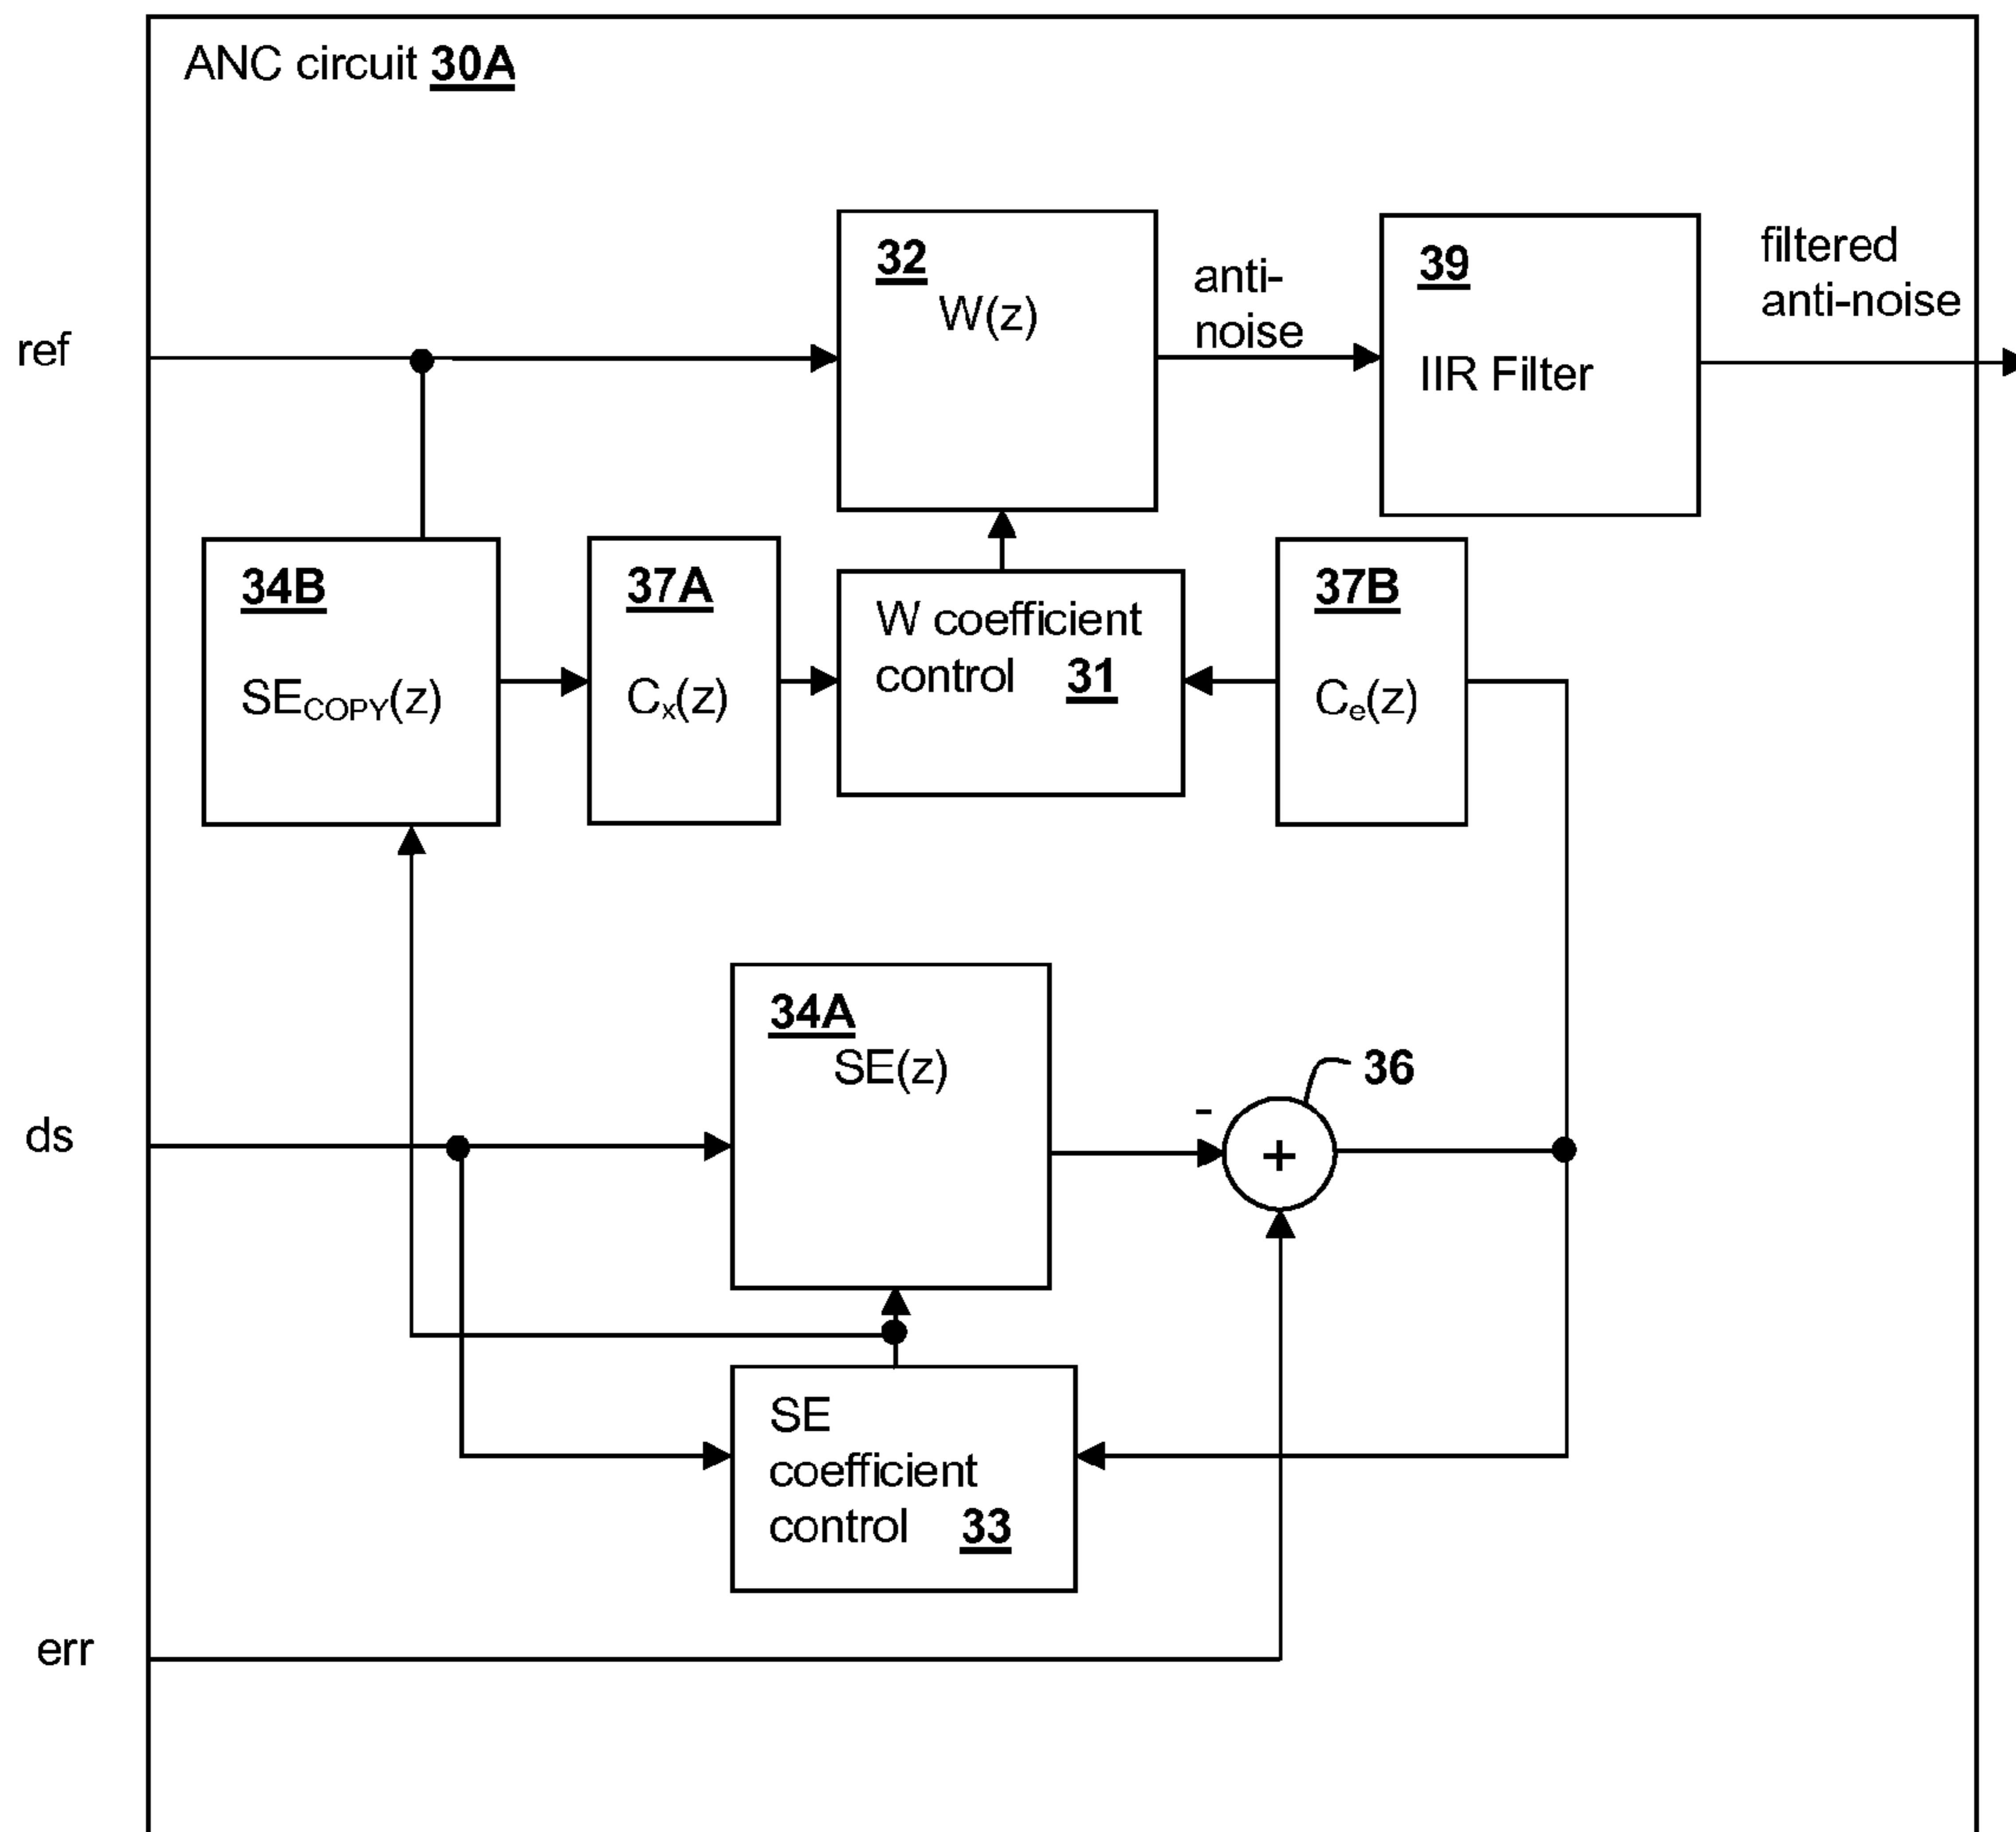 ANC circuit 30A
32
W(z)
anti-
noise
39
IIR Filter
filtered
anti-noise
ref
34B
SECOPY(z)
37A
Cx(z)
W coefficient
control 31
37B
Ce(z)
34A
SE(z)
36
-
+
ds
SE
coefficient
control 33
err